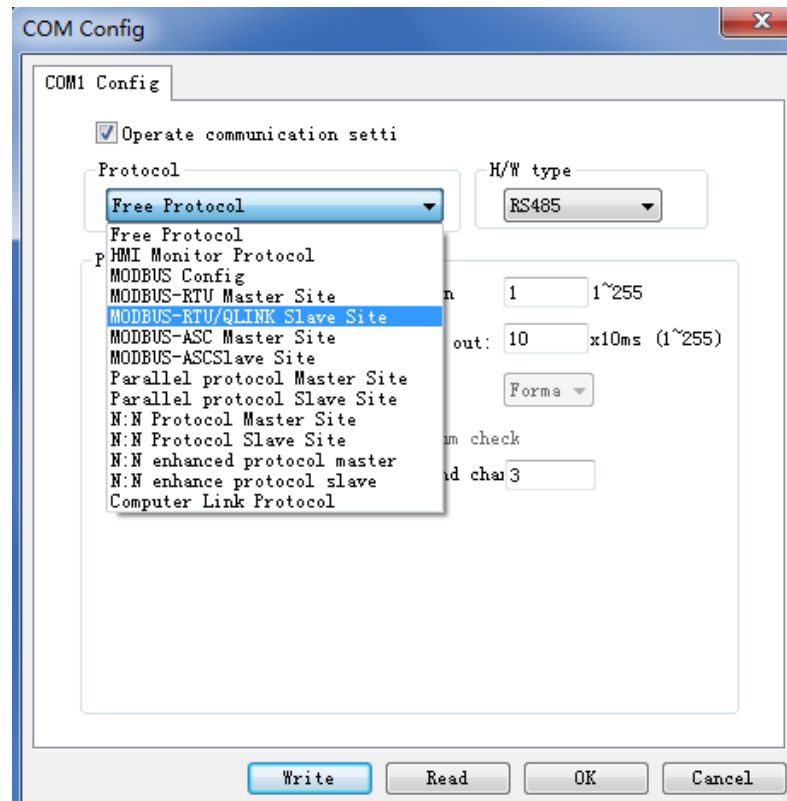 COM Config
COM1 Config
Operate communication setti
Protocol
H/W type
Free Protocol
RS485
Free Protocol
HMI Monitor Protocol
MODBUS Config
MODBUS-RTU Master Site
MODBUS-RTU/QLINK Slave Site
MODBUS-ASC Master Site
MODBUS-ASCSlave Site
Parallel protocol Master Site
Parallel protocol Slave Site
N:N Protocol Master Site
N:N Protocol Slave Site
N:N enhanced protocol master
N:N enhance protocol slave
Computer Link Protocol
P
1 1~255
out: 10 x10ms (1~255)
Forma
check
3
Write Read OK Cancel